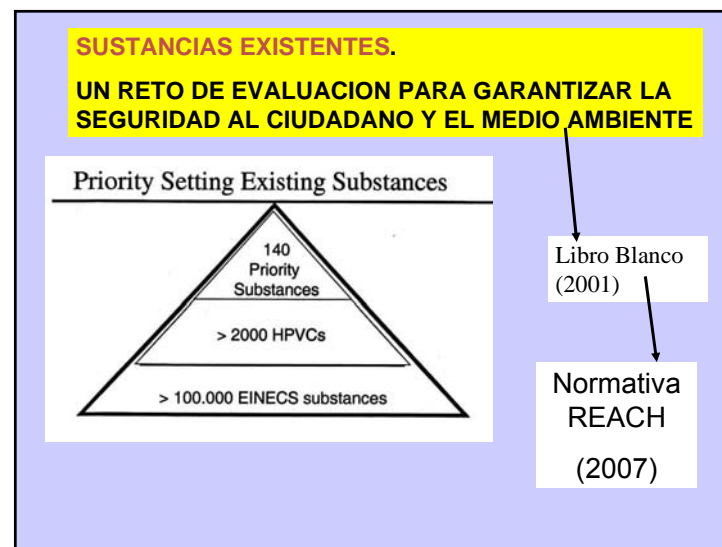 SUSTANCIAS EXISTENTES.
UN RETO DE EVALUACION PARA GARANTIZAR LA
SEGURIDAD AL CIUDADANO Y EL MEDIO AMBIENTE
Priority Setting Existing Substances
140
Priority
Substances
> 2000 HPVCs
> 100.000 EINECS substances
Libro Blanco
(2001)
Normativa
REACH
(2007)